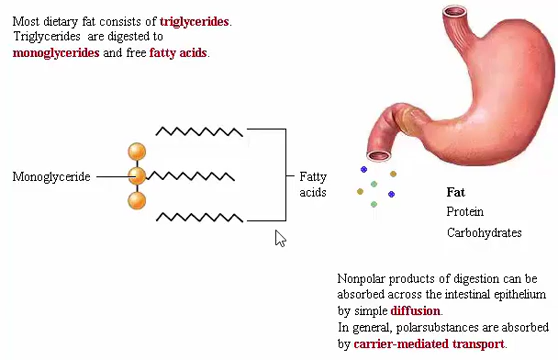 Most dietary fat consists of triglycerides.
Triglycerides are digested to
monoglycerides and free fatty acids.
Monoglyceride
Fatty
acids
Fat
Protein
Carbohydrates
Nonpolar products of digestion can be
absorbed across the intestinal epithelium
by simple diffusion.
In general, polarsubstances are absorbed
by carrier-mediated transport.